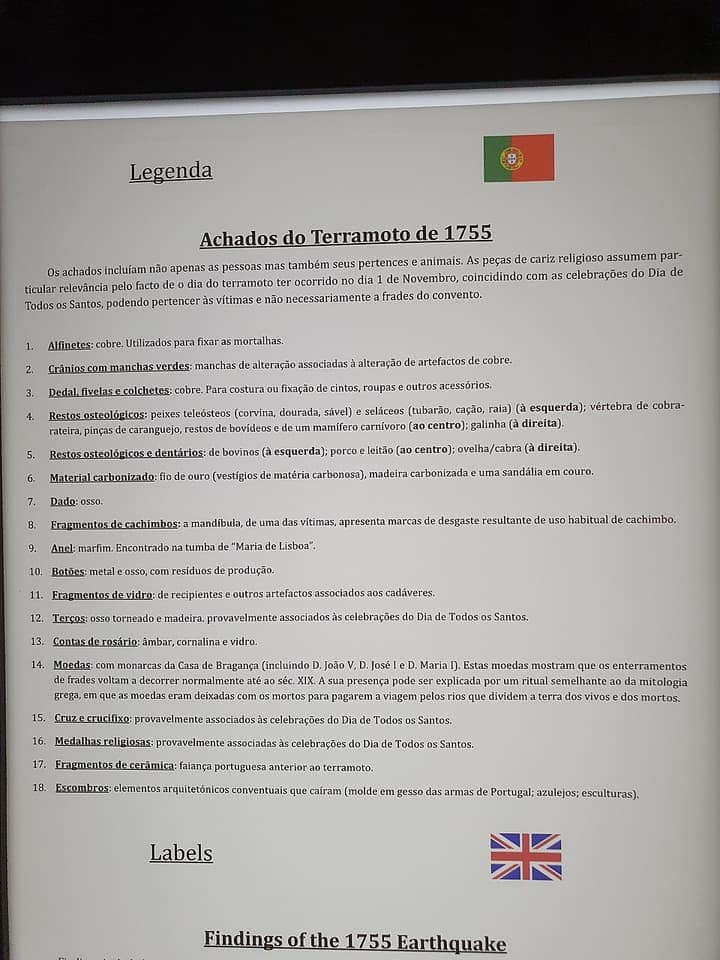 Legenda
Achados do Terramoto de 1755
Os achados incluíam não apenas as pessoas mas também seus pertences e animais. As peças de cariz religioso assumem par-
ticular relevância pelo facto de o dia do terramoto ter ocorrido no dia 1 de Novembro, coincidindo com as celebrações do Dia de
Todos os Santos, podendo pertencer às vítimas e não necessariamente a frades do convento.
1. Alfinetes: cobre. Utilizados para fixar as mortalhas.
2. Crânios com manchas verdes: manchas de alteração associadas à alteração de artefactos de cobre.
3. Dedal, fivelas e colchetes: cobre. Para costura ou fixação de cintos, roupas e outros acessórios.
4. Restos osteológicos: peixes teleósteos (corvina, dourada, sável) e seláceos (tubarão, cação, raia) (à esquerda); vértebra de cobra-
rateira, pinças de caranguejo, restos de bovídeos e de um mamífero carnívoro (ao centro); galinha (à direita).
5. Restos osteológicos e dentários: de bovinos (à esquerda); porco e leitão (ao centro); ovelha/cabra (à direita).
6. Material carbonizado: fio de ouro (vestígios de matéria carbonosa), madeira carbonizada e uma sandália em couro.
7. Dado: osso.
8. Fragmentos de cachimbos: a mandíbula, de uma das vítimas, apresenta marcas de desgaste resultante de uso habitual de cachimbo.
9. Anel: marfim. Encontrado na tumba de "Maria de Lisboa".
10. Botões: metal e osso, com resíduos de produção.
11. Fragmentos de vidro: de recipientes e outros artefactos associados aos cadáveres.
12. Terços: osso torneado e madeira. provavelmente associados às celebrações do Dia de Todos os Santos.
13. Contas de rosário: âmbar, cornalina e vidro.
14. Moedas: com monarcas da Casa de Bragança (incluindo D. João V, D. José I e D. Maria I). Estas moedas mostram que os enterramentos
de frades voltam a decorrer normalmente até ao séc. XIX. A sua presença pode ser explicada por um ritual semelhante ao da mitologia
grega, em que as moedas eram deixadas com os mortos para pagarem a viagem pelos rios que dividem a terra dos vivos e dos mortos.
15. Cruz e crucifixo: provavelmente associados às celebrações do Dia de Todos os Santos.
16. Medalhas religiosas: provavelmente associadas às celebrações do Dia de Todos os Santos.
17. Fragmentos de cerâmica: faiança portuguesa anterior ao terramoto.
18. Escombros: elementos arquitetónicos conventuais que caíram (molde em gesso das armas de Portugal; azulejos; esculturas).
Labels
Findings of the 1755 Earthquake